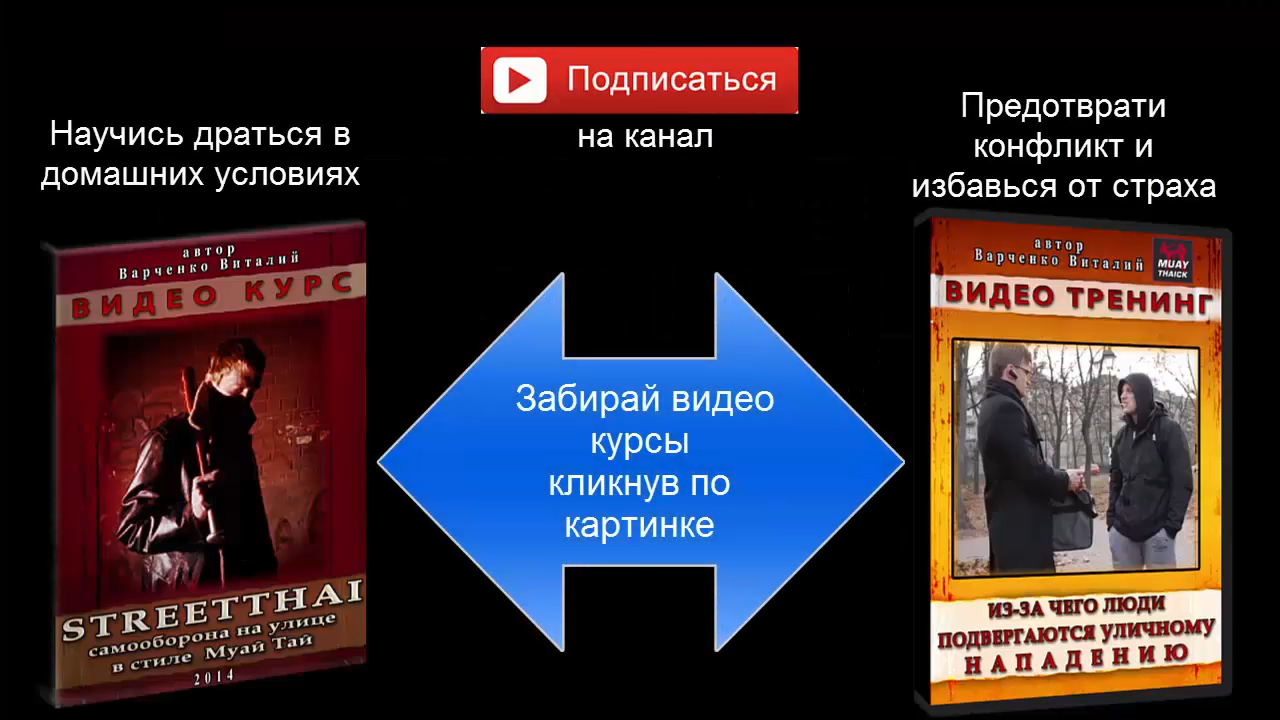 Подписаться
на канал
Научись драться в
домашних условиях
Предотврати
конфликт и
избавься от страха
автор
Варченко Виталий
ВИДЕО КУРС
STREETTHAI
самооборона на улице
в стиле Муай Тай
2014
Забирай видео
курсы
кликнув по
картинке
автор
Варченко Виталий
MUAY
THAICK
ВИДЕО ТРЕНИНГ
ИЗ-ЗА ЧЕГО ЛЮДИ
ПОДВЕРГАЮТСЯ УЛИЧНОМУ
НАПАДЕНИЮ